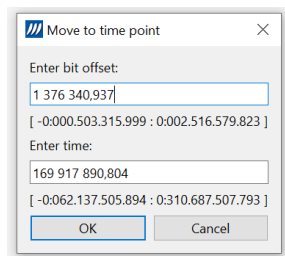 Move to time point
Enter bit offset:
1 376 340,937
[ -0:000.503.315.999 : 0:002.516.579.823 ]
Enter time:
169 917 890,804
[ -0:062.137.505.894 : 0:310.687.507.793 ]
OK
Cancel